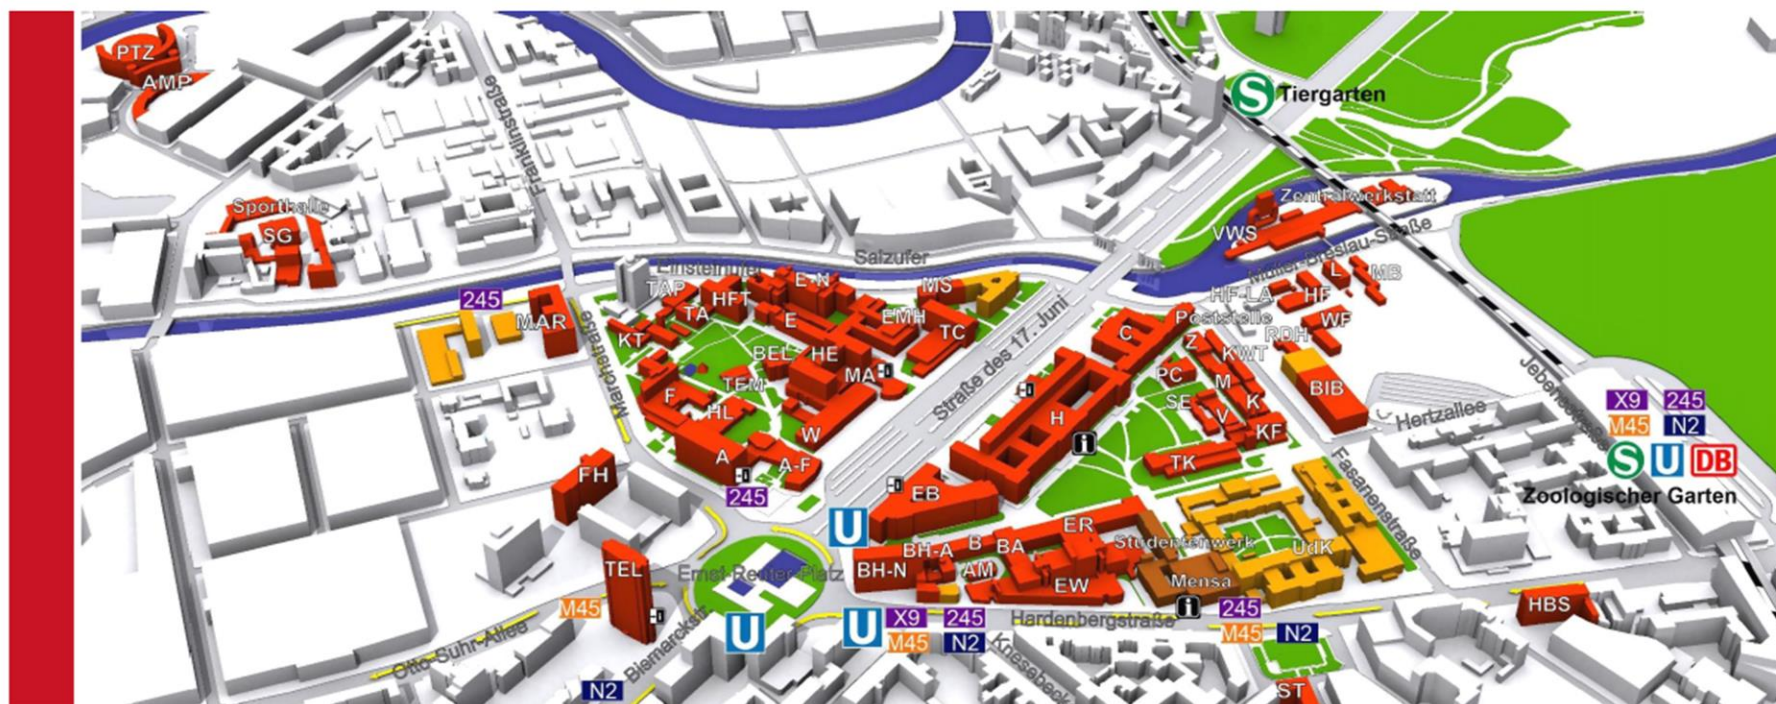 PTZ
AMP
Franklinstraße
S Tiergarten
Sporthalle
SG
Zentralwerkstatt
VWS
Müller-Breslau-Straße
Salzufer
Einsteinufer
245
MAR
TAP
HFT
E-N
MS
TA
E
EMH
TC
KT
BEL
HE
MA
TEM
F
HL
W
A
A-F
245
Marchstraße
Straße des 17. Juni
C
Poststelle
HF-LA
HF
L
MB
RDH
WF
Z
KWT
PC
M
SE
V
K
KF
BIB
H
i
TK
Hertzallee
Jebensstrasse
X9 245
M45 N2
S U DB
Zoologischer Garten
Fasanenstraße
FH
EB
U
TEL
M45
Ernst-Reuter-Platz
BH-A
BH-N
B
BA
AM
ER
EW
Studentenwerk
Mensa
UdK
i
U
U
X9 245
M45 N2
Hardenbergstraße
245
M45 N2
HBS
Otto-Suhr-Allee
Bismarckstr.
N2
Knesebeck
ST